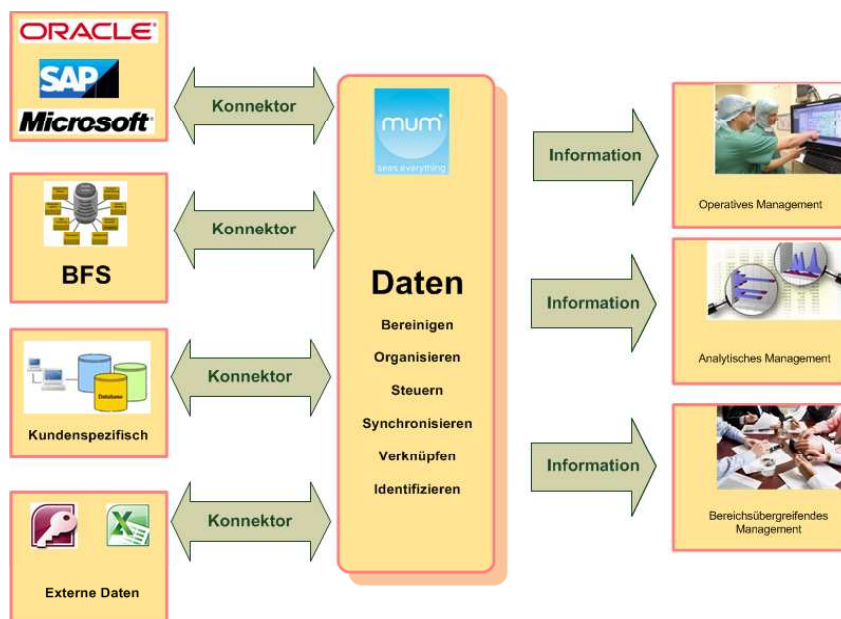 ORACLE
SAP
Microsoft
Konnektor
BFS
Konnektor
Database
Kundenspezifisch
Konnektor
Externe Daten
Konnektor
mum
sees everything
Daten
Bereinigen
Organisieren
Steuern
Synchronisieren
Verknüpfen
Identifizieren
Information
Operatives Management
Information
Analytisches Management
Information
Bereichsübergreifendes
Management